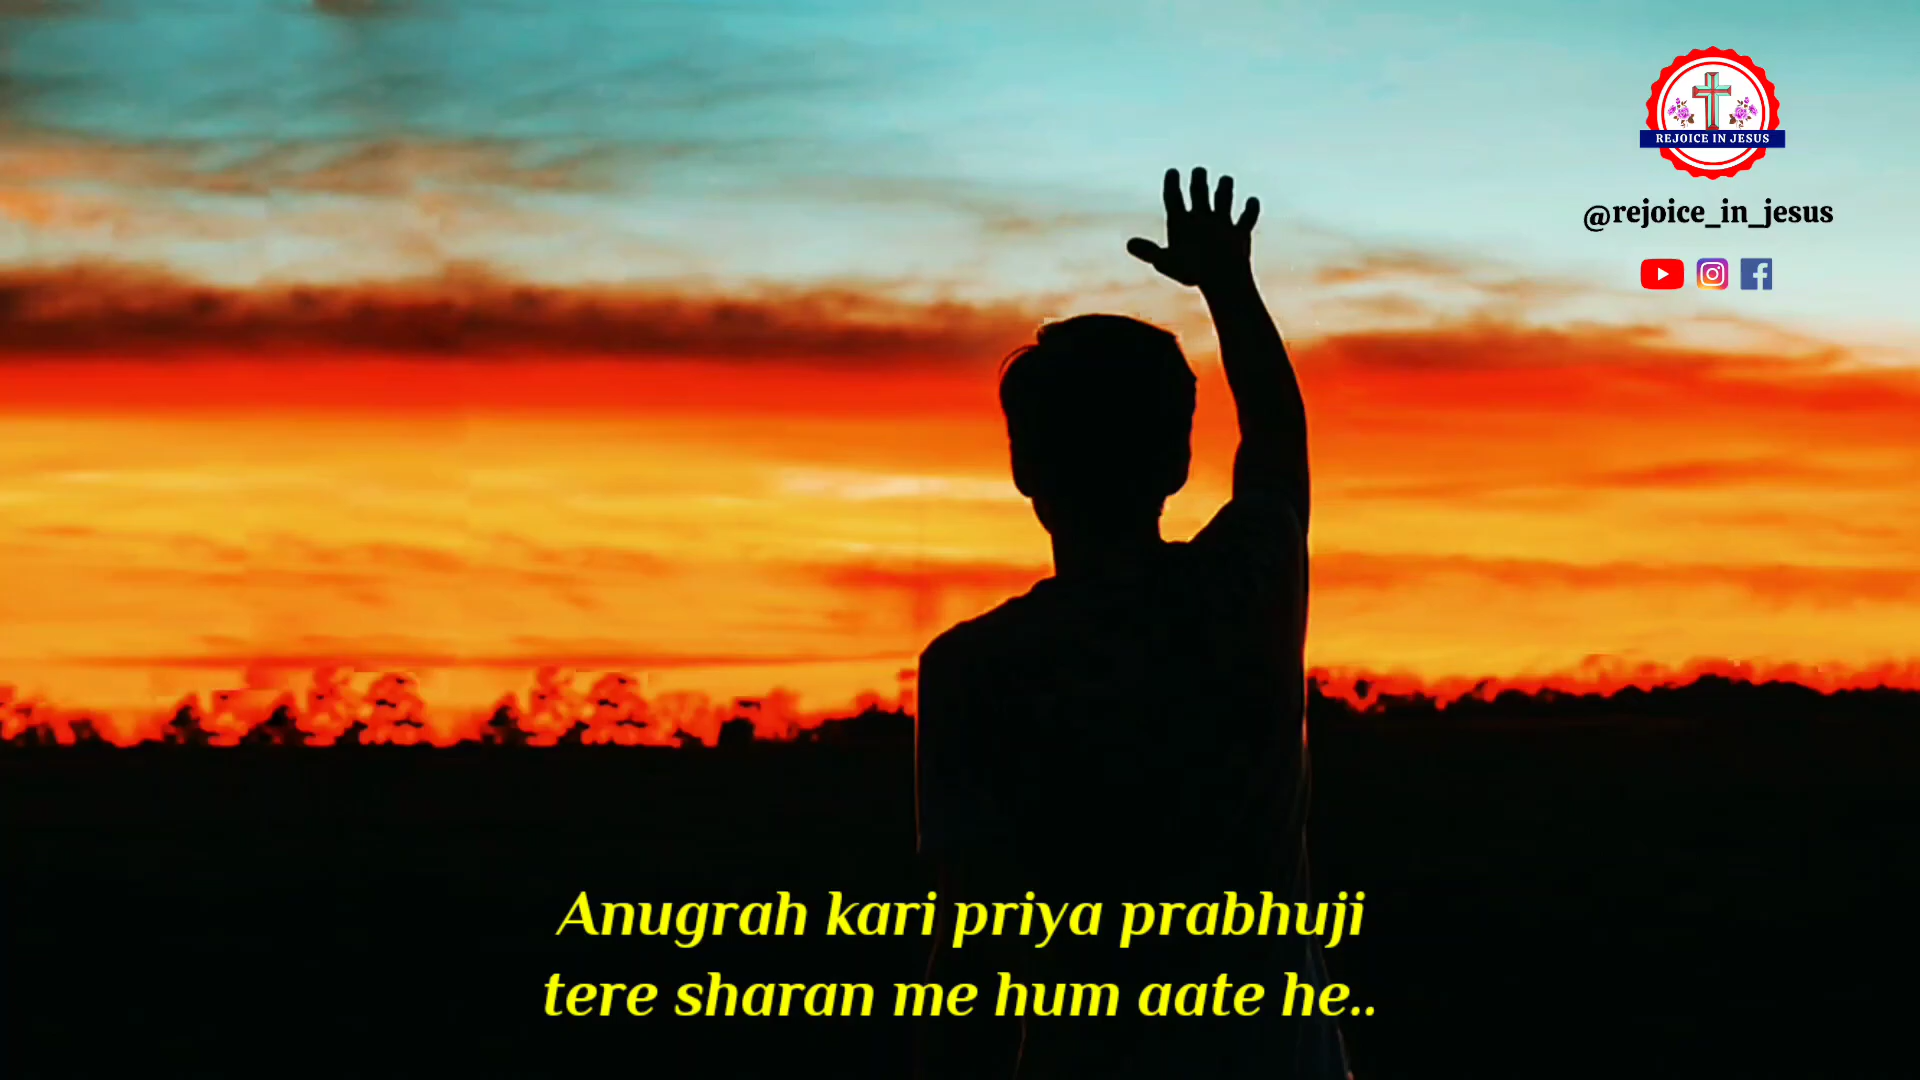 REJOICE IN JESUS
@rejoice_in_jesus
Anugrah kari priya prabhuji
tere sharan me hum aate he..